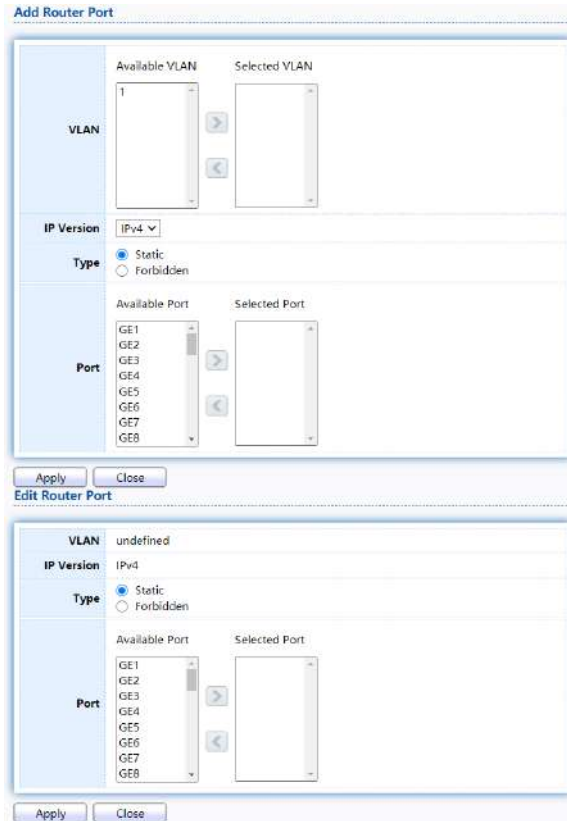 Add Router Port
Available VLAN Selected VLAN
1
VLAN
IP Version IPv4
Type Static
Forbidden
Available Port Selected Port
GE1
GE2
GE3
GE4
GE5
GE6
GE7
GE8
Port
Apply Close
Edit Router Port
VLAN undefined
IP Version IPv4
Type Static
Forbidden
Available Port Selected Port
GE1
GE2
GE3
GE4
GE5
GE6
GE7
GE8
Port
Apply Close